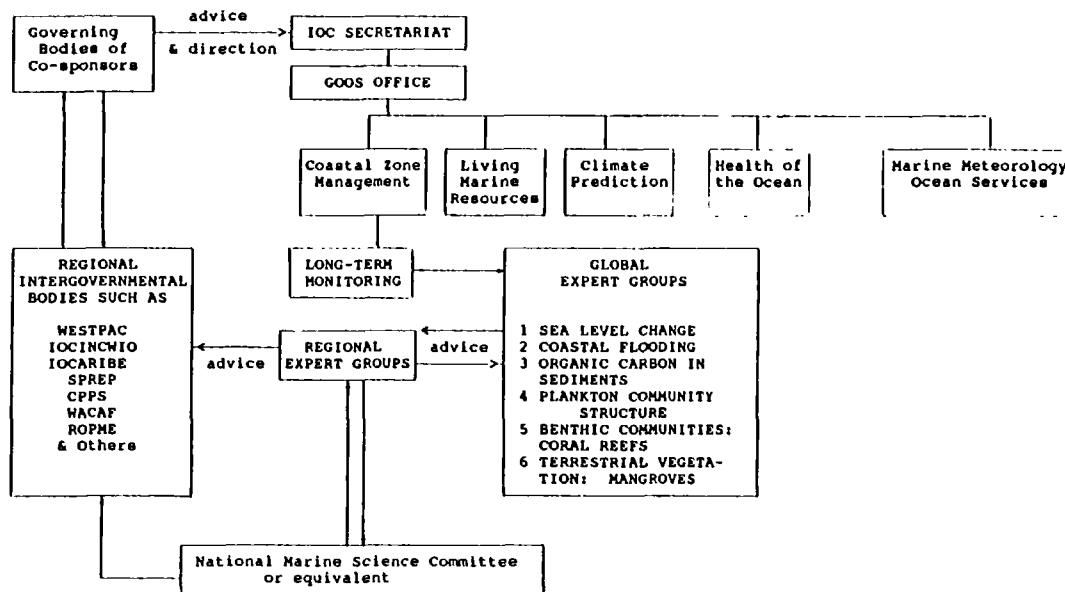 advice
& direction
Governing
Bodies of
Co-sponsors
IOC SECRETARIAT
GOOS OFFICE
Coastal Zone
Management
Living
Marine
Resources
Climate
Prediction
Health of
the Ocean
Marine Meteorology
Ocean Services
REGIONAL
INTERGOVERNMENTAL
BODIES SUCH AS
WESTPAC
IOCINCWIO
IOCARIBE
SPREP
CPPS
WACAF
ROPME
& Others
LONG-TERM
MONITORING
advice
REGIONAL
EXPERT GROUPS
advice
GLOBAL
EXPERT GROUPS
1 SEA LEVEL CHANGE
2 COASTAL FLOODING
3 ORGANIC CARBON IN
SEDIMENTS
4 PLANKTON COMMUNITY
STRUCTURE
5 BENTHIC COMMUNITIES:
CORAL REEFS
6 TERRESTRIAL VEGETA-
TION: MANGROVES
National Marine Science Committee
or equivalent